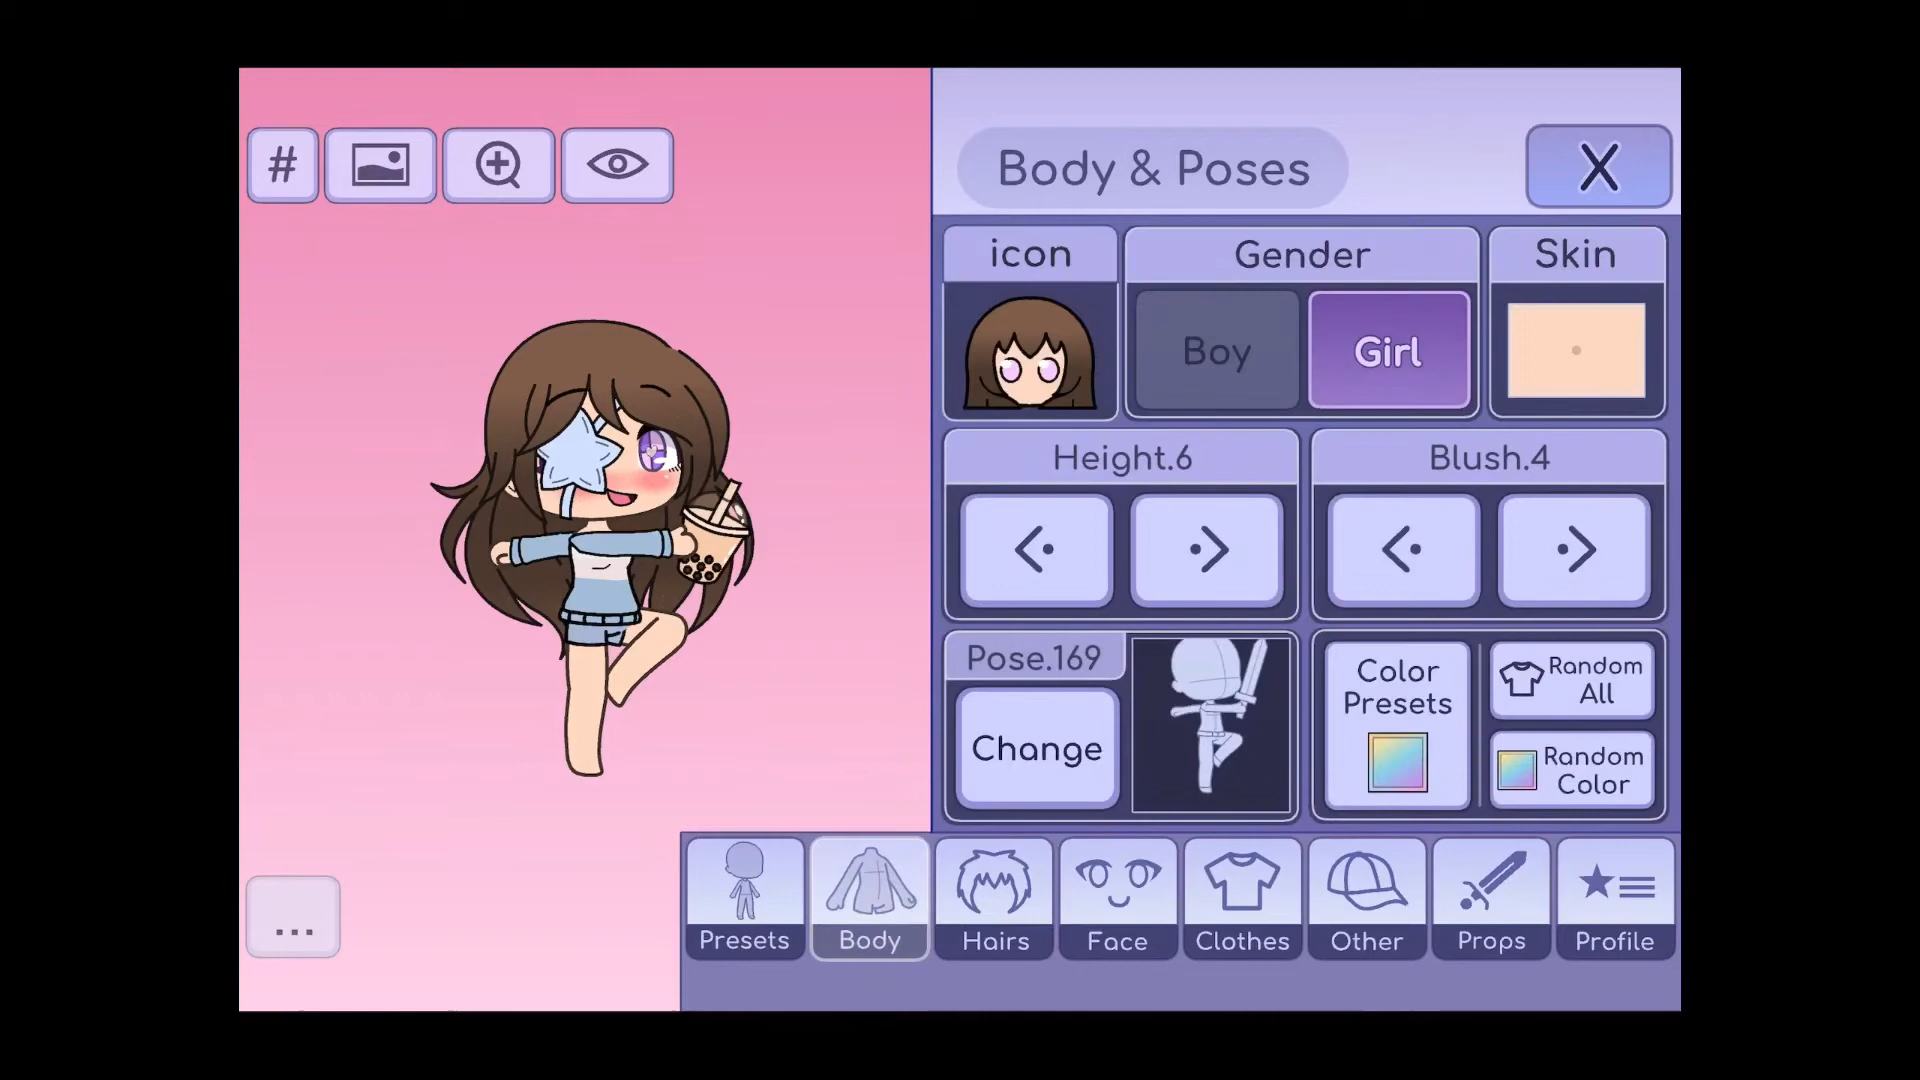 #
Body & Poses
X
icon
Gender
Skin
Boy
Girl
Height.6
Blush.4
Pose.169
Change
Color
Presets
Random
All
Random
Color
...
Presets
Body
Hairs
Face
Clothes
Other
Props
Profile